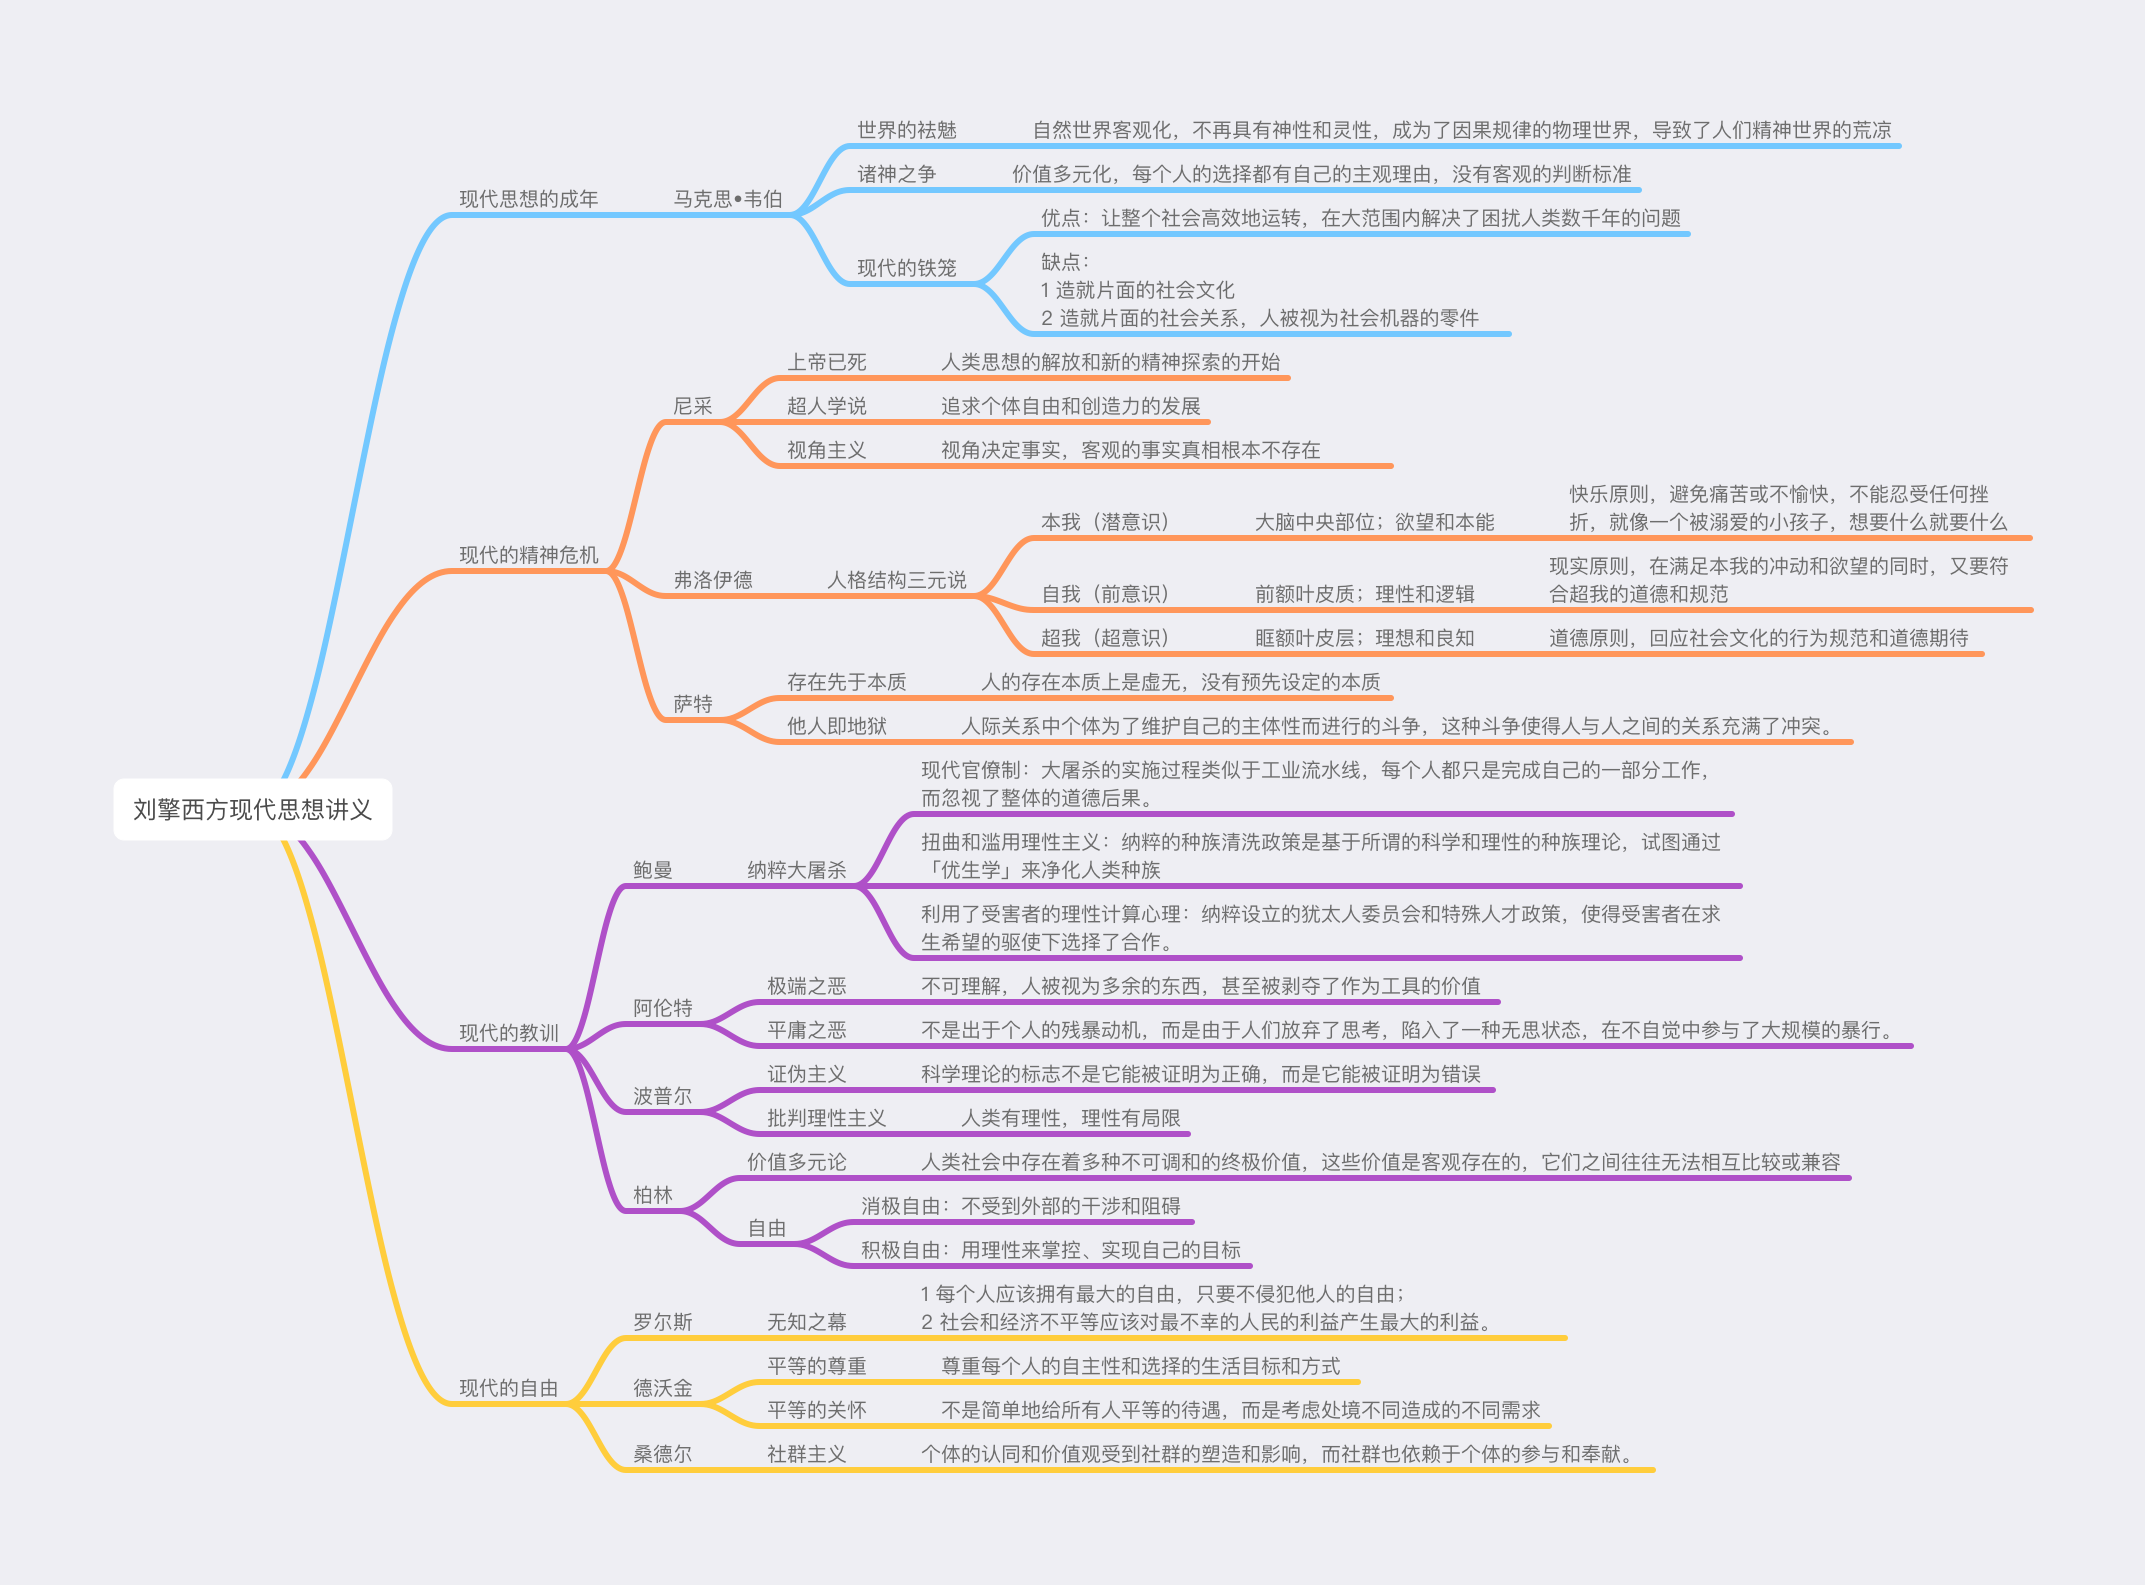 刘擎西方现代思想讲义
现代思想的成年
马克思•韦伯
世界的祛魅
自然世界客观化，不再具有神性和灵性，成为了因果规律的物理世界，导致了人们精神世界的荒凉
诸神之争
价值多元化，每个人的选择都有自己的主观理由，没有客观的判断标准
现代的铁笼
优点：让整个社会高效地运转，在大范围内解决了困扰人类数千年的问题
缺点：
1 造就片面的社会文化
2 造就片面的社会关系，人被视为社会机器的零件
现代的精神危机
尼采
上帝已死
人类思想的解放和新的精神探索的开始
超人学说
追求个体自由和创造力的发展
视角主义
视角决定事实，客观的事实真相根本不存在
弗洛伊德
人格结构三元说
本我（潜意识）
大脑中央部位；欲望和本能
快乐原则，避免痛苦或不愉快，不能忍受任何挫
折，就像一个被溺爱的小孩子，想要什么就要什么
自我（前意识）
前额叶皮质；理性和逻辑
现实原则，在满足本我的冲动和欲望的同时，又要符
合超我的道德和规范
超我（超意识）
眶额叶皮层；理想和良知
道德原则，回应社会文化的行为规范和道德期待
萨特
存在先于本质
人的存在本质上是虚无，没有预先设定的本质
他人即地狱
人际关系中个体为了维护自己的主体性而进行的斗争，这种斗争使得人与人之间的关系充满了冲突。
现代的教训
鲍曼
纳粹大屠杀
现代官僚制：大屠杀的实施过程类似于工业流水线，每个人都只是完成自己的一部分工作，
而忽视了整体的道德后果。
扭曲和滥用理性主义：纳粹的种族清洗政策是基于所谓的科学和理性的种族理论，试图通过
「优生学」来净化人类种族
利用了受害者的理性计算心理：纳粹设立的犹太人委员会和特殊人才政策，使得受害者在求
生希望的驱使下选择了合作。
阿伦特
极端之恶
不可理解，人被视为多余的东西，甚至被剥夺了作为工具的价值
平庸之恶
不是出于个人的残暴动机，而是由于人们放弃了思考，陷入了一种无思状态，在不自觉中参与了大规模的暴行。
波普尔
证伪主义
科学理论的标志不是它能被证明为正确，而是它能被证明为错误
批判理性主义
人类有理性，理性有局限
柏林
价值多元论
人类社会中存在着多种不可调和的终极价值，这些价值是客观存在的，它们之间往往无法相互比较或兼容
自由
消极自由：不受到外部的干涉和阻碍
积极自由：用理性来掌控、实现自己的目标
现代的自由
罗尔斯
无知之幕
1 每个人应该拥有最大的自由，只要不侵犯他人的自由；
2 社会和经济不平等应该对最不幸的人民的利益产生最大的利益。
德沃金
平等的尊重
尊重每个人的自主性和选择的生活目标和方式
平等的关怀
不是简单地给所有人平等的待遇，而是考虑处境不同造成的不同需求
桑德尔
社群主义
个体的认同和价值观受到社群的塑造和影响，而社群也依赖于个体的参与和奉献。